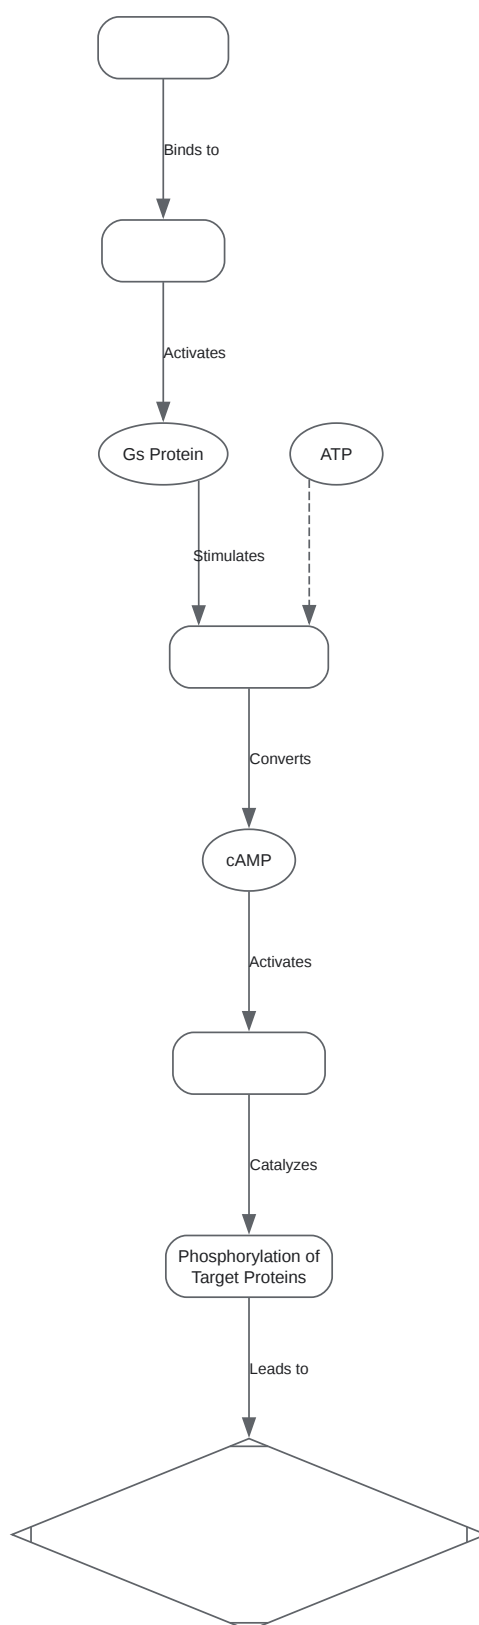 Binds to
Activates
Gs Protein
ATP
Stimulates
Converts
cAMP
Activates
Catalyzes
Phosphorylation of
Target Proteins
Leads to